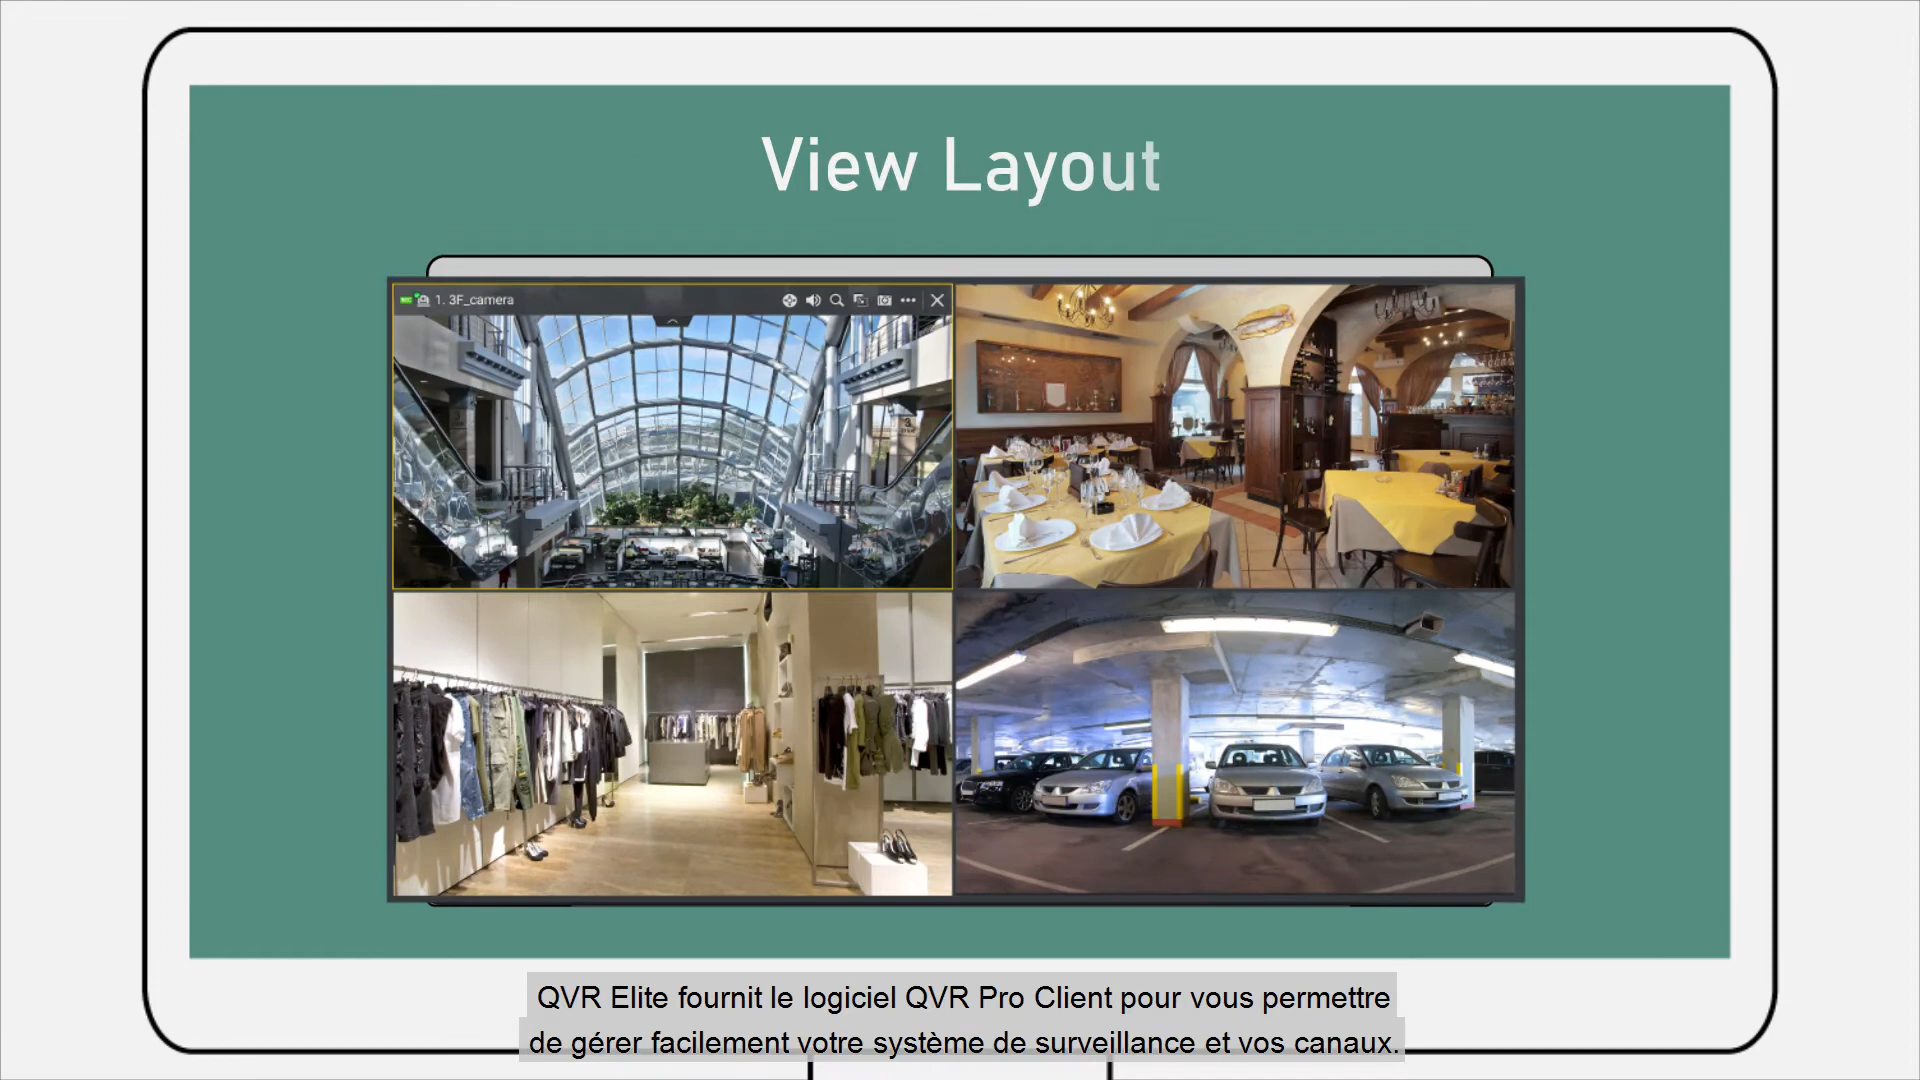 View Layout
1. 3F_camera
QVR Elite fournit le logiciel QVR Pro Client pour vous permettre
de gérer facilement votre système de surveillance et vos canaux.